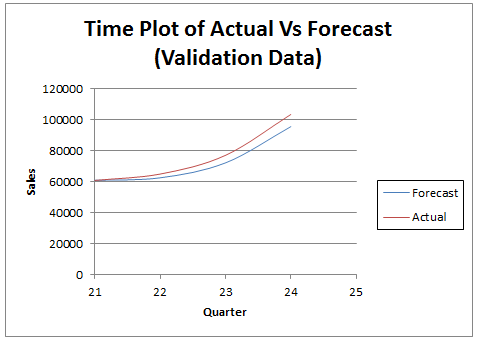 Time Plot of Actual Vs Forecast
(Validation Data)
120000
100000
80000
60000
40000
20000
0
Sales
21 22 23 24 25
Quarter
Forecast
Actual